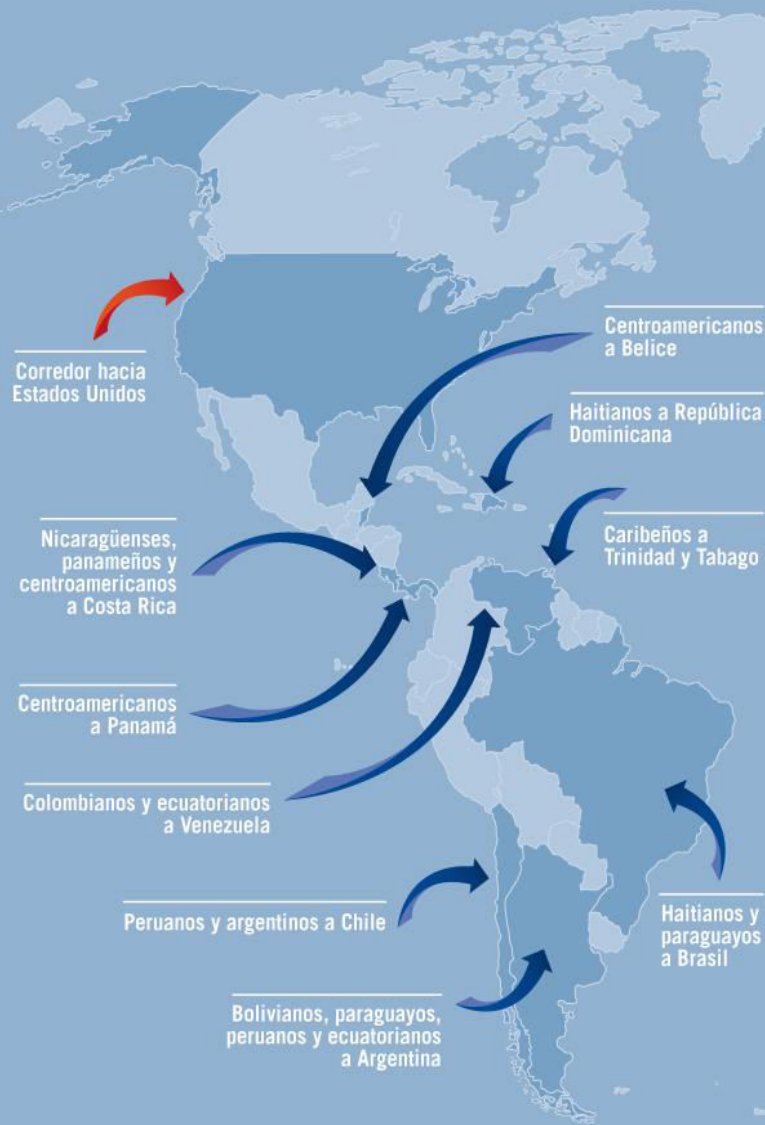 Corredor hacia
Estados Unidos
Centroamericanos
a Belice
Haitianos a República
Dominicana
Caribeños a
Trinidad y Tabago
Nicaragüenses,
panameños y
centroamericanos
a Costa Rica
Centroamericanos
a Panamá
Colombianos y ecuatorianos
a Venezuela
Peruanos y argentinos a Chile
Haitianos y
paraguayos
a Brasil
Bolivianos, paraguayos,
peruanos y ecuatorianos
a Argentina